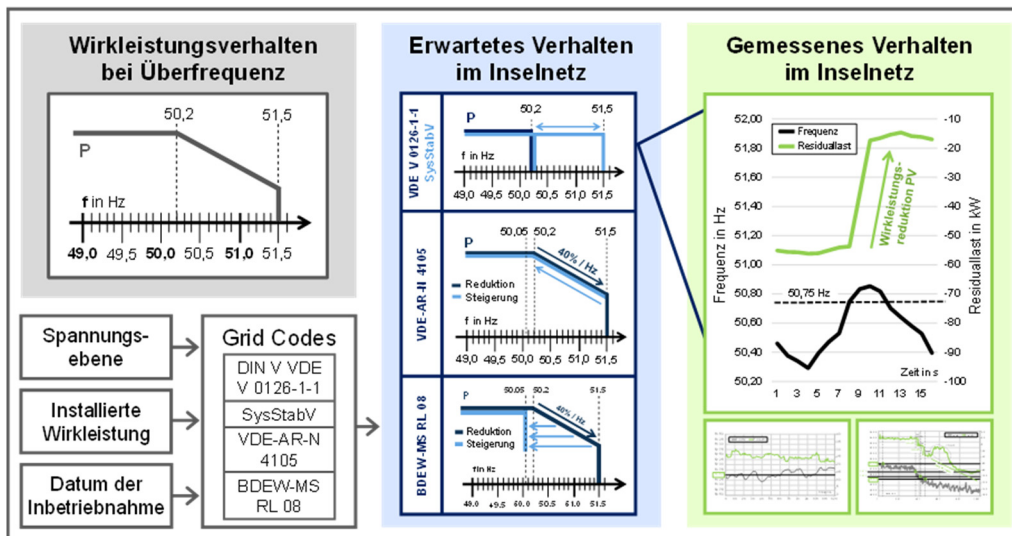 Wirkleistungsverhalten
bei Überfrequenz
50,2
51,5
P
f in Hz
49,0
49,5
50,0
50,5
51,0
51,5
Spannungs-
ebene
Installierte
Wirkleistung
Datum der
Inbetriebnahme
Grid Codes
DIN V VDE
V 0126-1-1
SysStabV
VDE-AR-N
4105
BDEW-MS
RL 08
Erwartetes Verhalten
im Inselnetz
VDE V 0126-1-1
SysStabV
50,2
51,5
P
f in Hz
49,0
49,5
50,0
50,5
51,0
51,5
VDE-AR-N 4105
50,05
50,2
51,5
P
40% / Hz
Reduktion
Steigerung
f in Hz
49,0
49,5
50,0
50,5
51,0
51,5
BDEW-MS RL 08
50,05
50,2
51,5
P
40% / Hz
Reduktion
Steigerung
f in Hz
49,0
49,5
50,0
50,5
51,0
51,5
Gemessenes Verhalten
im Inselnetz
Frequenz
Residuallast
Wirkleistungs-
reduktion PV
50,75 Hz
Frequenz in Hz
52,00
51,80
51,60
51,40
51,20
51,00
50,80
50,60
50,40
50,20
Residuallast in kW
-10
-20
-30
-40
-50
-60
-70
-80
-90
-100
Zeit in s
1
3
5
7
9
11
13
15